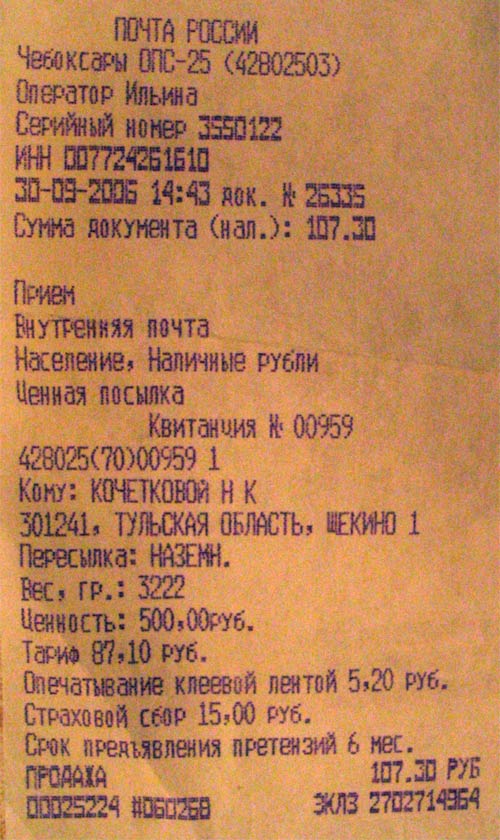 ПОЧТА РОССИИ
Чебоксары ОПС-25 (42802503)
Оператор Ильина
Серийный номер 3550122
ИНН 007724261610
30-09-2006 14:43 док. № 26335
Сумма документа (нал.): 107.30
Прием
Внутренняя почта
Население, Наличные рубли
Ценная посылка
Квитанция № 00959
428025(70)00959 1
Кому: КОЧЕТКОВОЙ Н К
301241, ТУЛЬСКАЯ ОБЛАСТЬ, ЩЕКИНО 1
Пересылка: НАЗЕМН.
Вес, гр.: 3222
Ценность: 500,00руб.
Тариф 87,10 руб.
Опечатывание клеевой лентой 5,20 руб.
Страховой сбор 15,00 руб.
Срок предъявления претензий 6 мес.
ПРОДАЖА 107.30 РУБ
00025224 #060268 ЭКЛЗ 2702714964